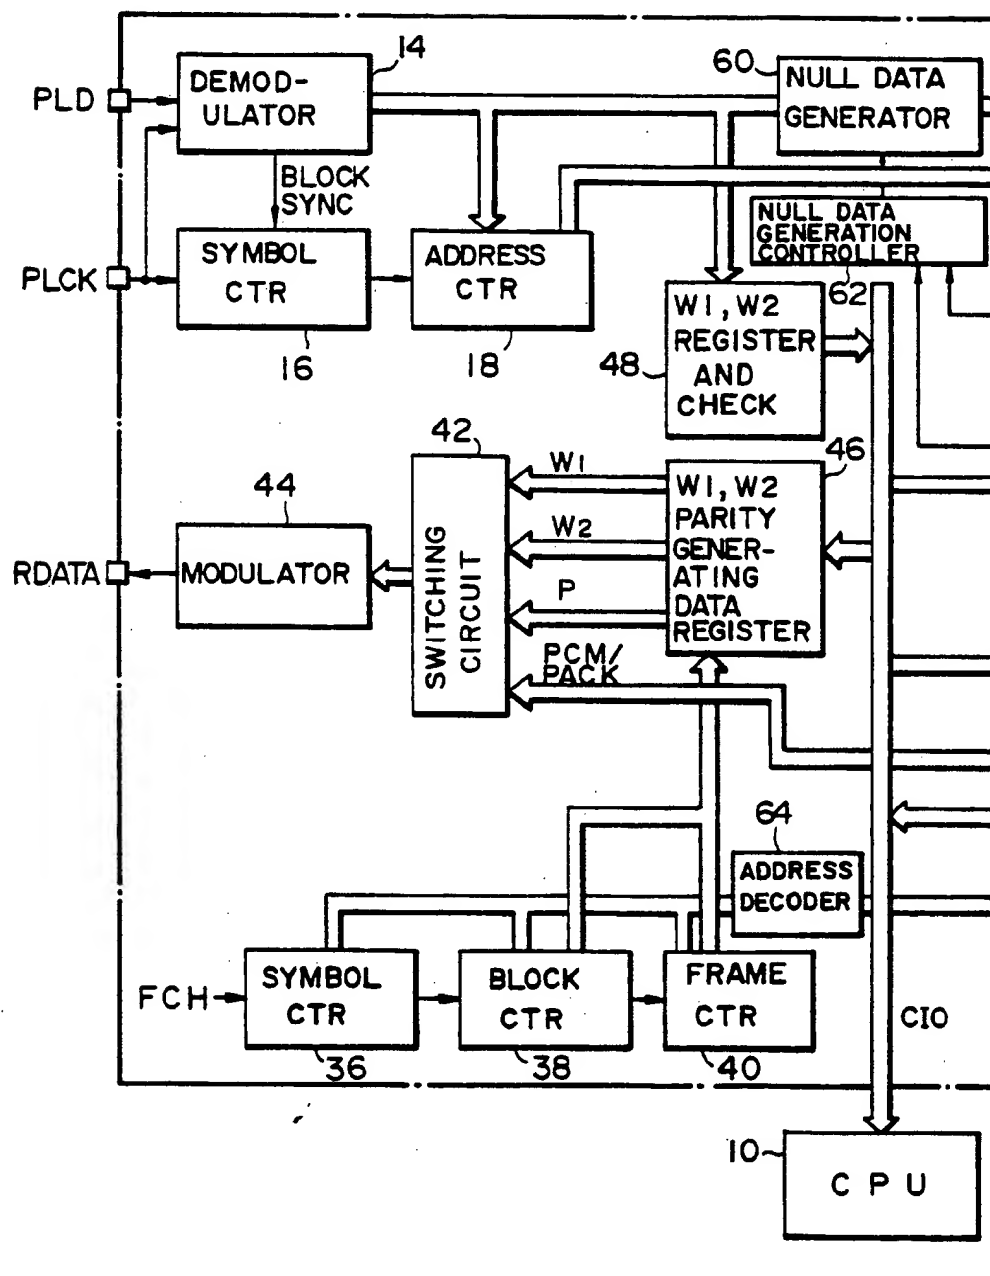 14
60
PLD
DEMOD-
ULATOR
NULL DATA
GENERATOR
BLOCK
SYNC
NULL DATA
GENERATION
CONTROLLER
62
PLCK
SYMBOL
CTR
16
ADDRESS
CTR
18
W1, W2
REGISTER
AND
CHECK
48
42
46
44
W1
W2
P
PCM/
PACK
W1, W2
PARITY
GENER-
ATING
DATA
REGISTER
RDATA
MODULATOR
SWITCHING
CIRCUIT
64
ADDRESS
DECODER
FCH
SYMBOL
CTR
36
BLOCK
CTR
38
FRAME
CTR
40
CIO
10
CPU